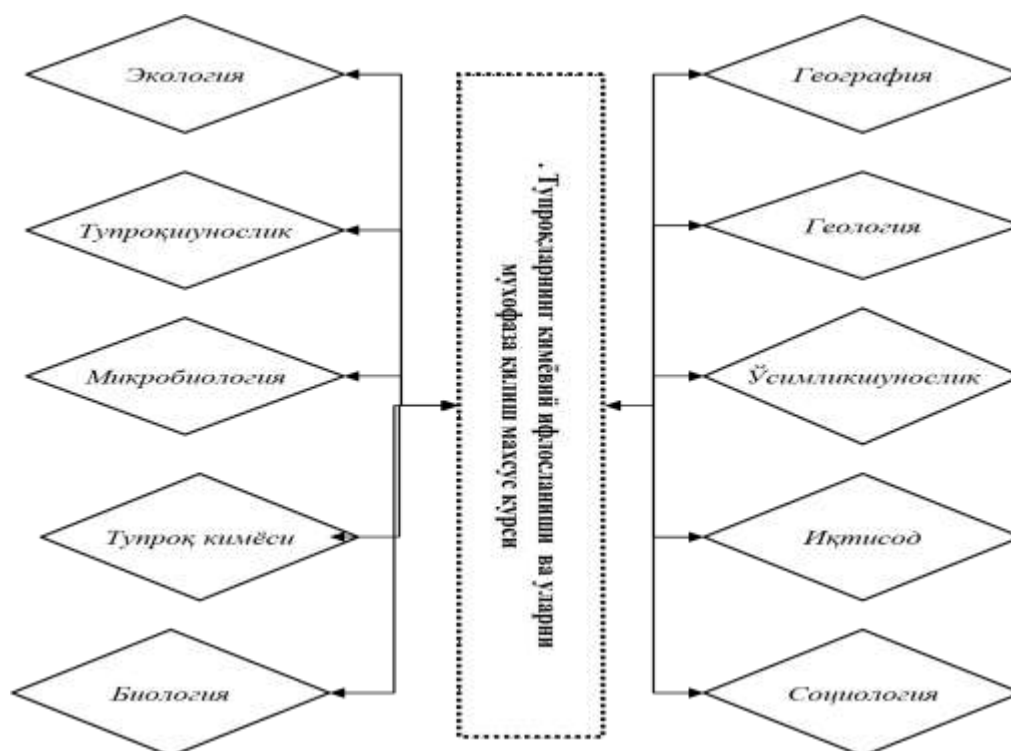 Экология
Тупроқшунослик
Микробиология
Тупроқ кимёси
Биология
. Тупроқларнинг кимёвий ифлосланиши ва уларни
мухофаза қилиш махсус курси
География
Геология
Ўсимликшунослик
Иқтисод
Социология